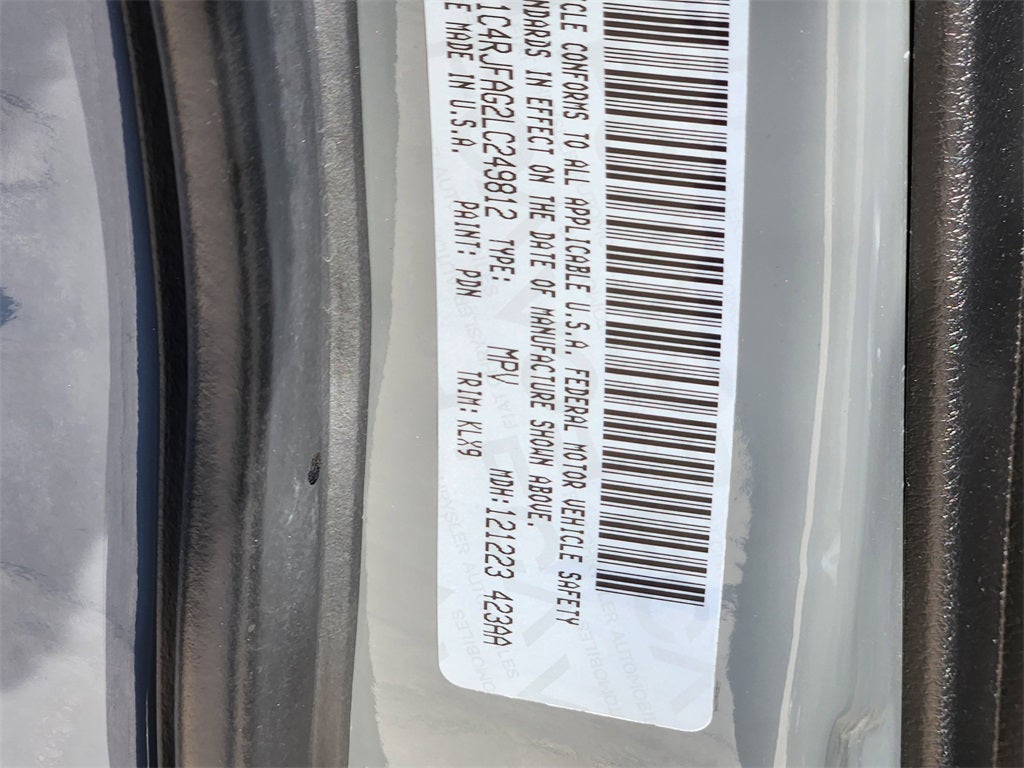 ICLE CONFORMS TO ALL APPLICABLE U.S.A. FEDERAL MOTOR VEHICLE SAFETY
NDARDS IN EFFECT ON THE DATE OF MANUFACTURE SHOWN ABOVE.
1C4RJFAG2LC249812 TYPE: MPV MDH:121223 423AA
E MADE IN U.S.A. PAINT: PDN TRIM: KLX9